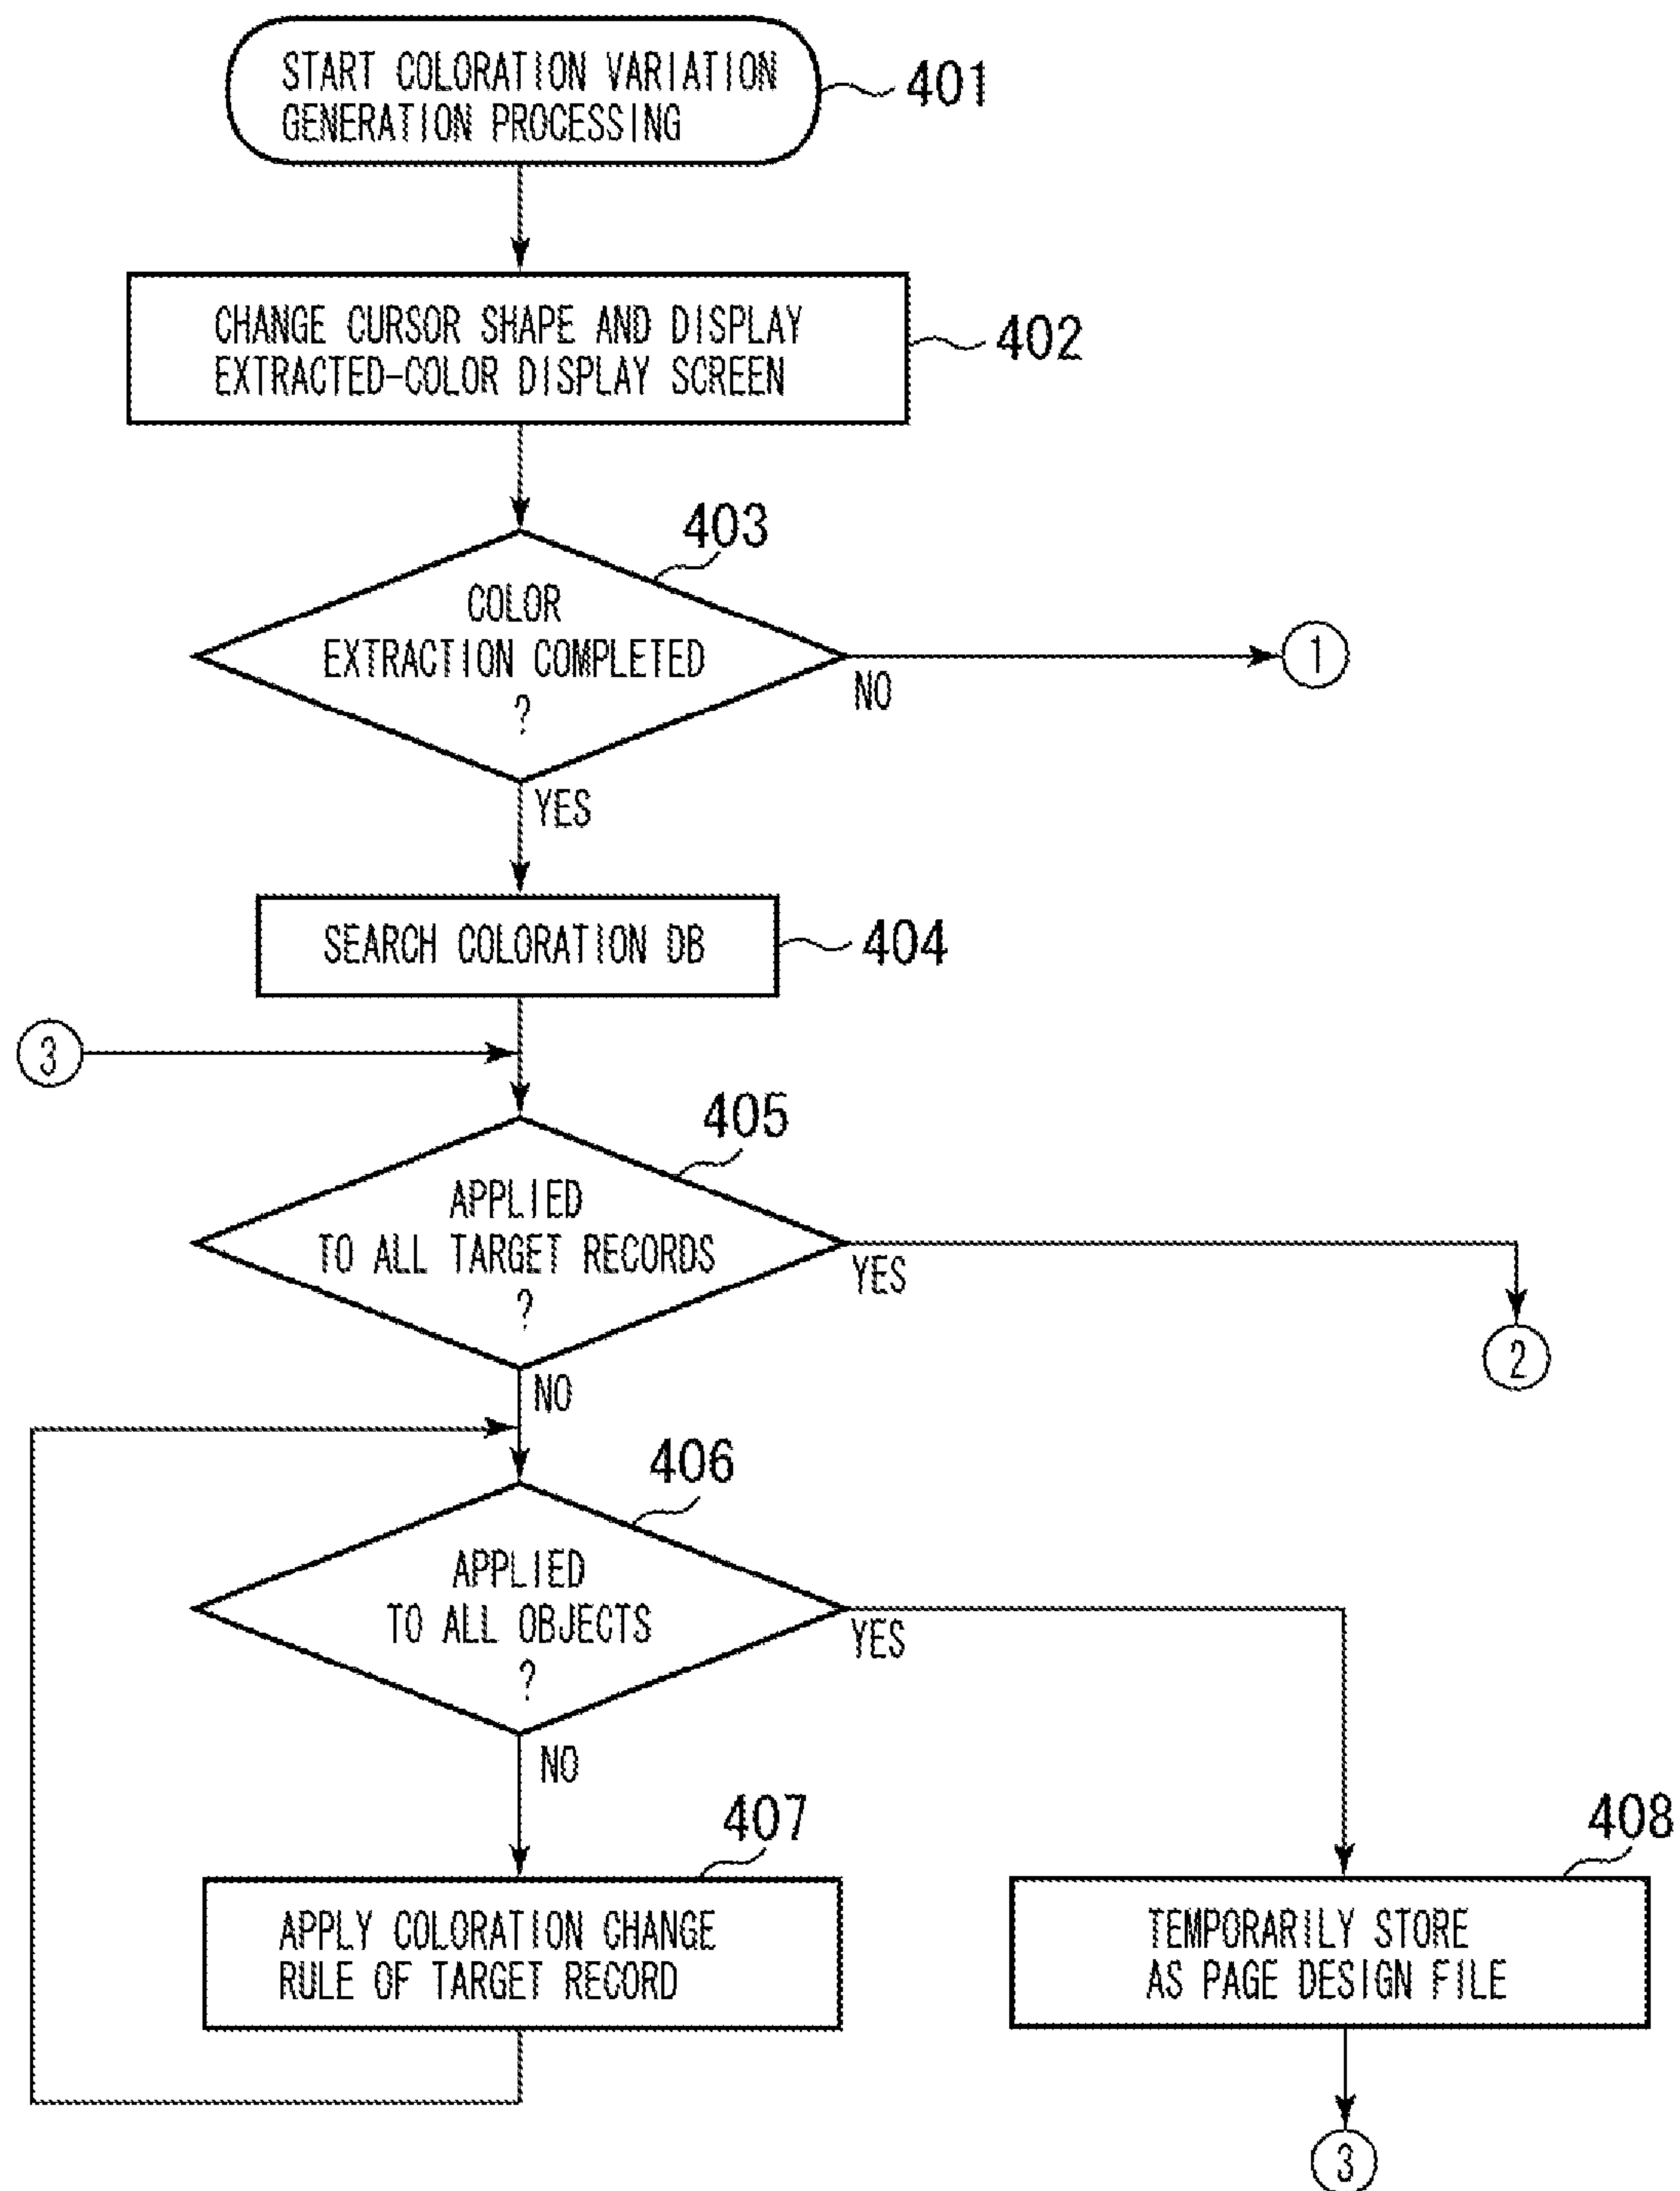 START COLORATION VARIATION
GENERATION PROCESSING
401
CHANGE CURSOR SHAPE AND DISPLAY
EXTRACTED-COLOR DISPLAY SCREEN
402
403
COLOR
EXTRACTION COMPLETED
?
NO
1
YES
SEARCH COLORATION DB
404
3
405
APPLIED
TO ALL TARGET RECORDS
?
YES
2
NO
406
APPLIED
TO ALL OBJECTS
?
YES
NO
407
APPLY COLORATION CHANGE
RULE OF TARGET RECORD
408
TEMPORARILY STORE
AS PAGE DESIGN FILE
3